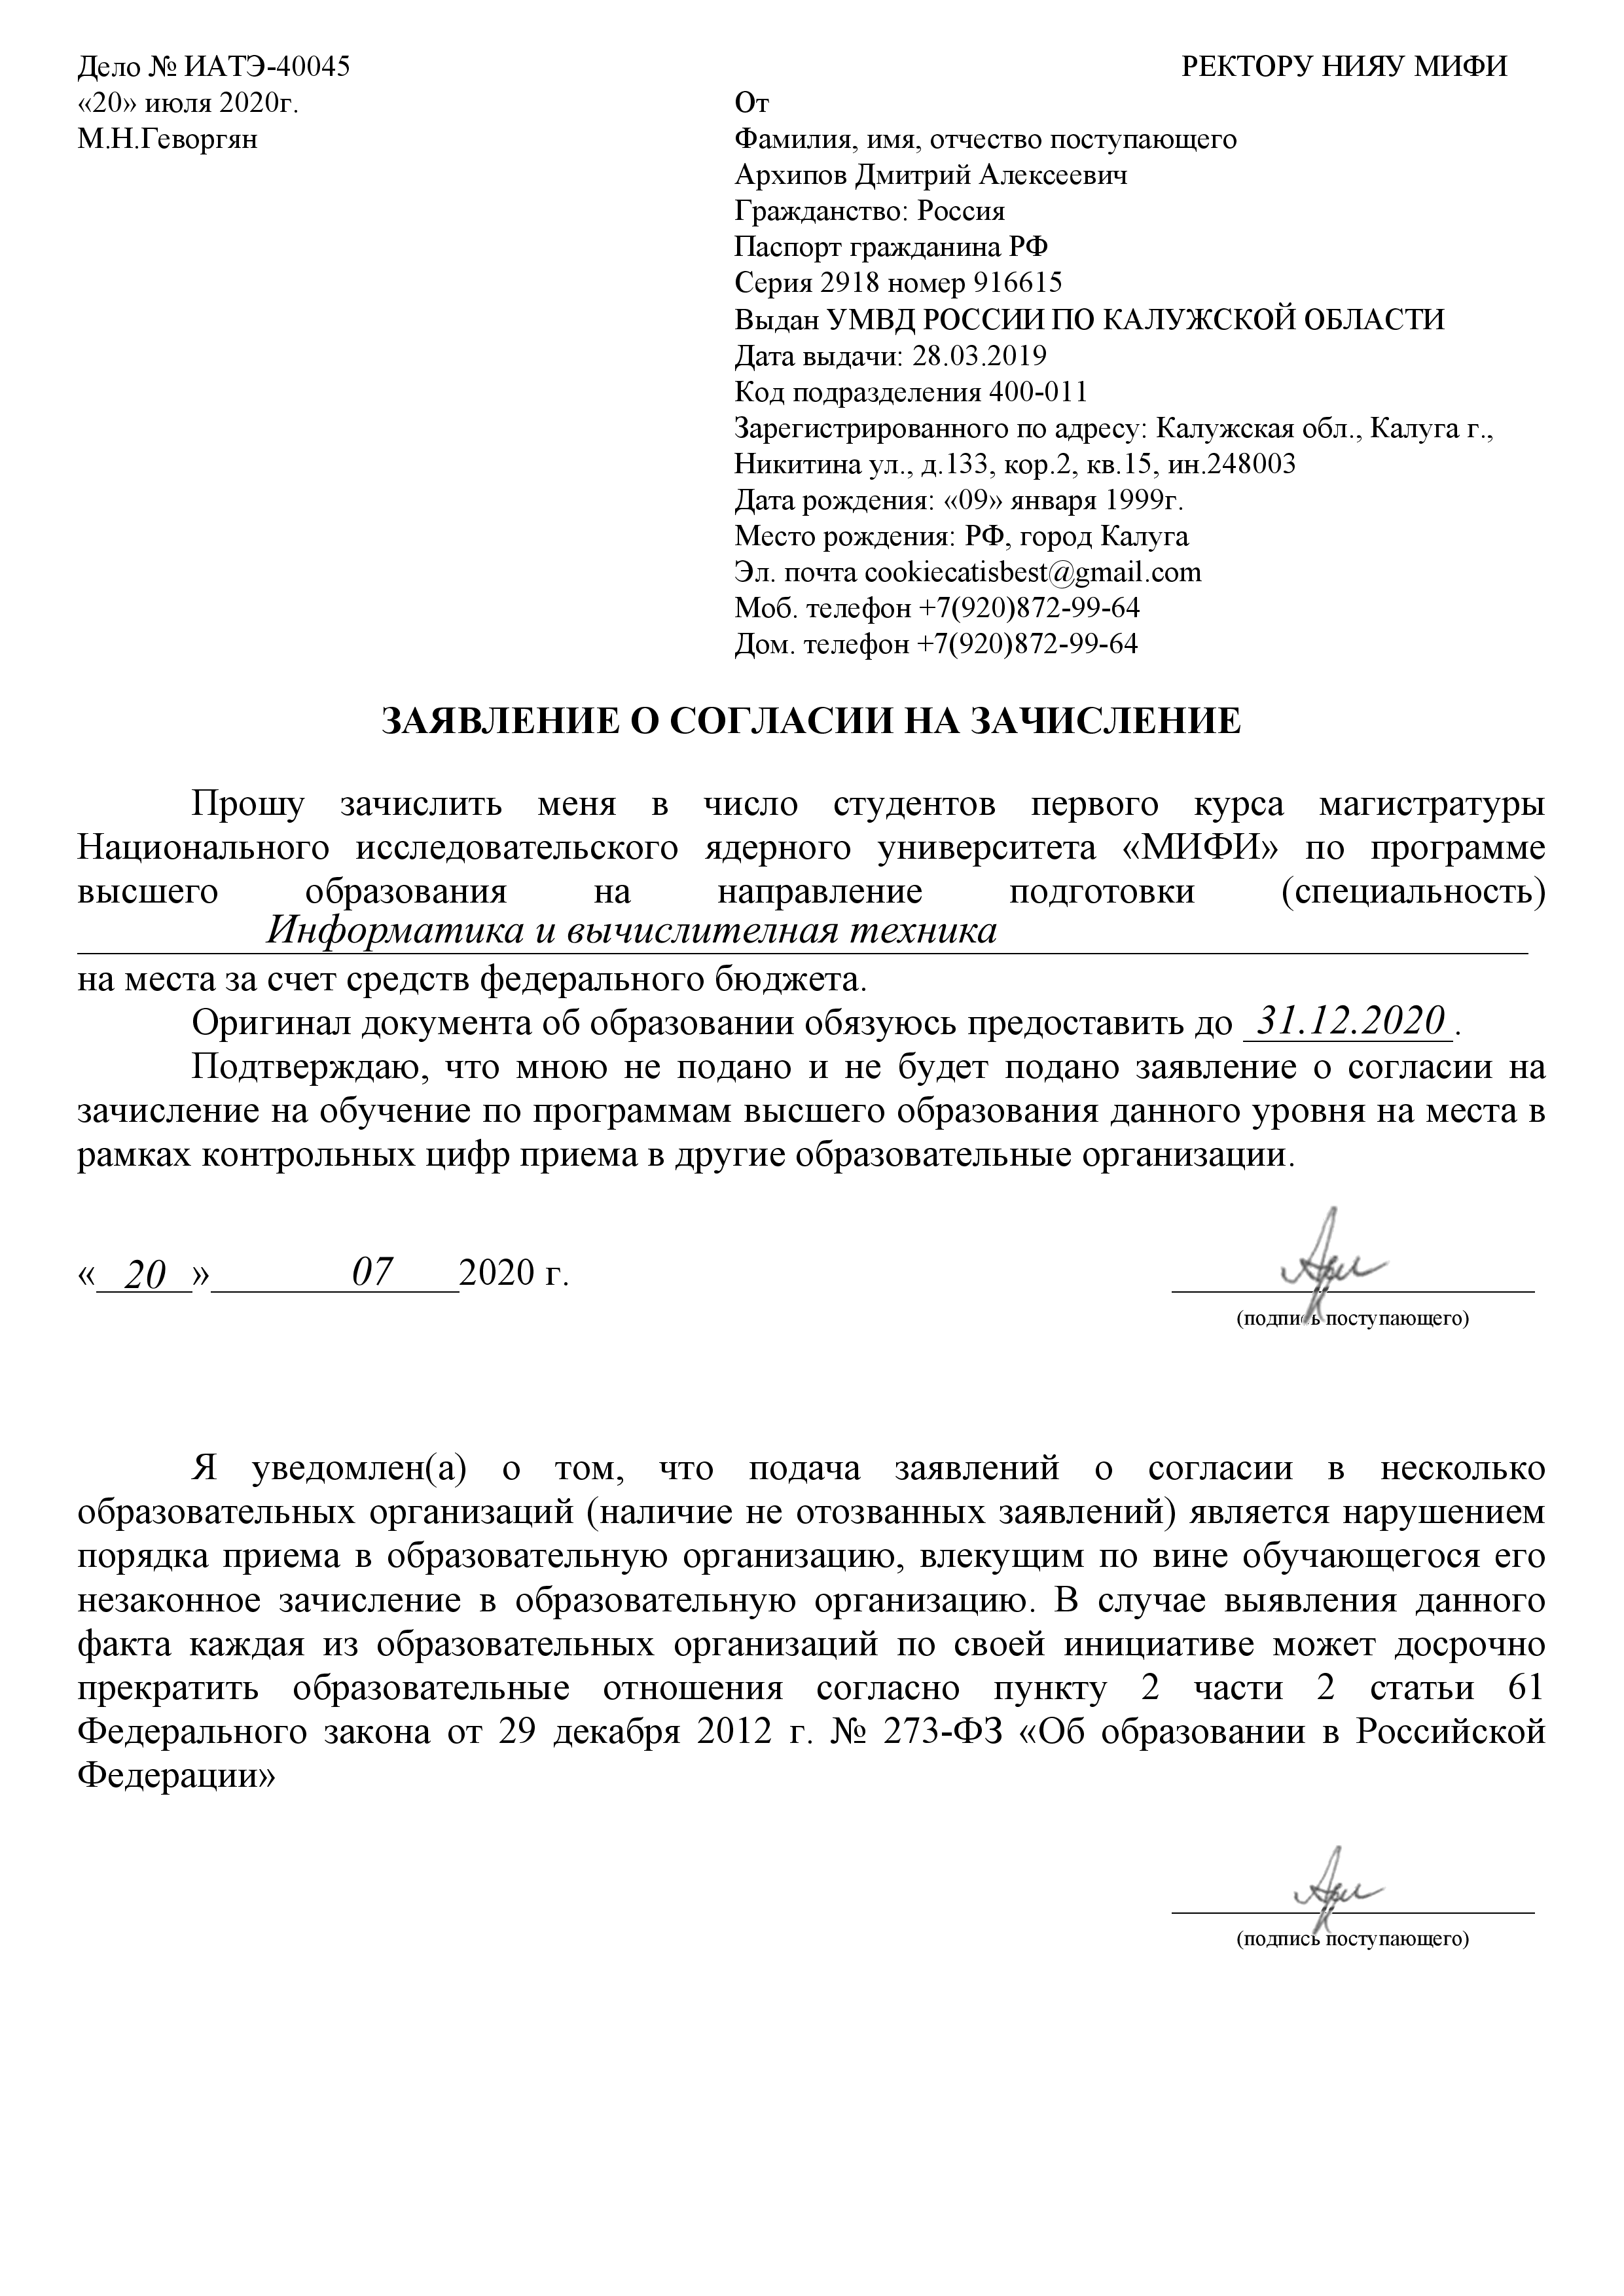 Дело № ИАТЭ-40045
РЕКТОРУ НИЯУ МИФИ
«20» июля 2020г.
М.Н.Геворгян
От
Фамилия, имя, отчество поступающего
Архипов Дмитрий Алексеевич
Гражданство: Россия
Паспорт гражданина РФ
Серия 2918 номер 916615
Выдан УМВД РОССИИ ПО КАЛУЖСКОЙ ОБЛАСТИ
Дата выдачи: 28.03.2019
Код подразделения 400-011
Зарегистрированного по адресу: Калужская обл., Калуга г.,
Никитина ул., д.133, кор.2, кв.15, ин.248003
Дата рождения: «09» января 1999г.
Место рождения: РФ, город Калуга
Эл. почта cookiecatisbest@gmail.com
Моб. телефон +7(920)872-99-64
Дом. телефон +7(920)872-99-64
ЗАЯВЛЕНИЕ О СОГЛАСИИ НА ЗАЧИСЛЕНИЕ
Прошу зачислить меня в число студентов первого курса магистратуры
Национального исследовательского ядерного университета «МИФИ» по программе
высшего образования на направление подготовки (специальность)
Информатика и вычислителная техника
на места за счет средств федерального бюджета.
Оригинал документа об образовании обязуюсь предоставить до 31.12.2020.
Подтверждаю, что мною не подано и не будет подано заявление о согласии на
зачисление на обучение по программам высшего образования данного уровня на места в
рамках контрольных цифр приема в другие образовательные организации.
«20» 07 2020 г.
(подпись поступающего)
Я уведомлен(а) о том, что подача заявлений о согласии в несколько
образовательных организаций (наличие не отозванных заявлений) является нарушением
порядка приема в образовательную организацию, влекущим по вине обучающегося его
незаконное зачисление в образовательную организацию. В случае выявления данного
факта каждая из образовательных организаций по своей инициативе может досрочно
прекратить образовательные отношения согласно пункту 2 части 2 статьи 61
Федерального закона от 29 декабря 2012 г. № 273-ФЗ «Об образовании в Российской
Федерации»
(подпись поступающего)